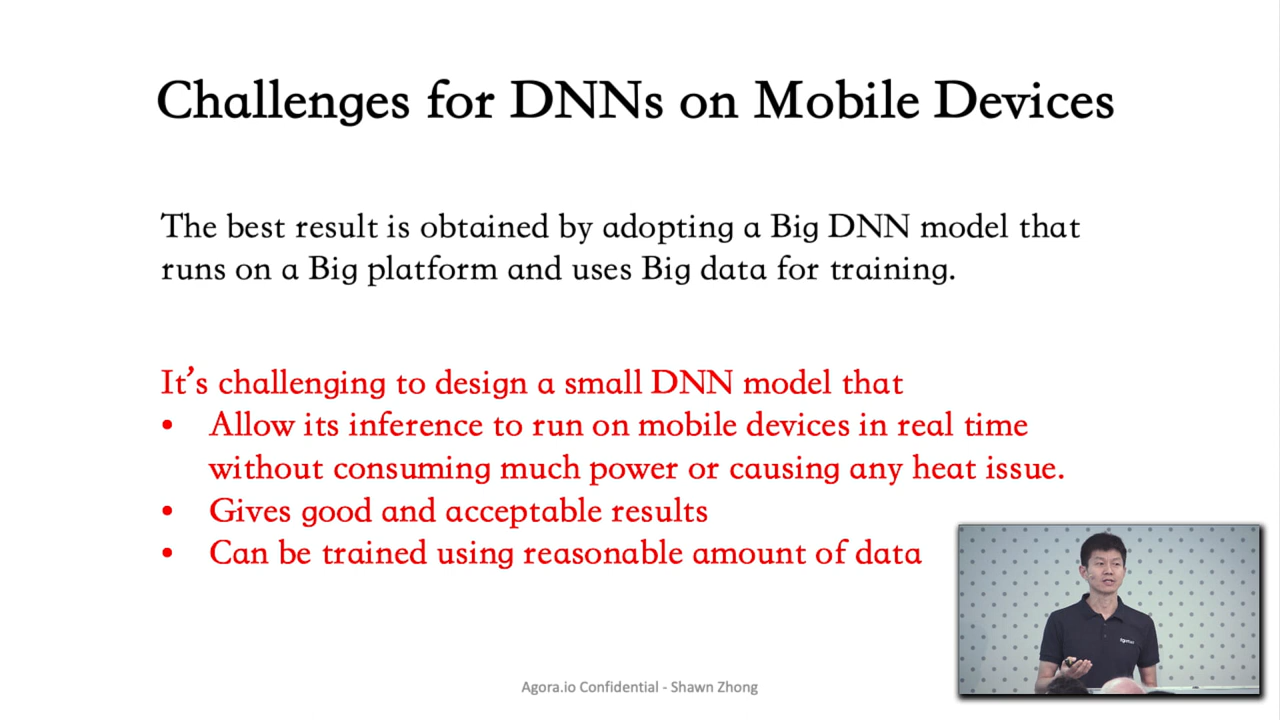 Challenges for DNNs on Mobile Devices
The best result is obtained by adopting a Big DNN model that
runs on a Big platform and uses Big data for training.
It's challenging to design a small DNN model that
• Allow its inference to run on mobile devices in real time
without consuming much power or causing any heat issue.
• Gives good and acceptable results
• Can be trained using reasonable amount of data
Agora.io Confidential - Shawn Zhong